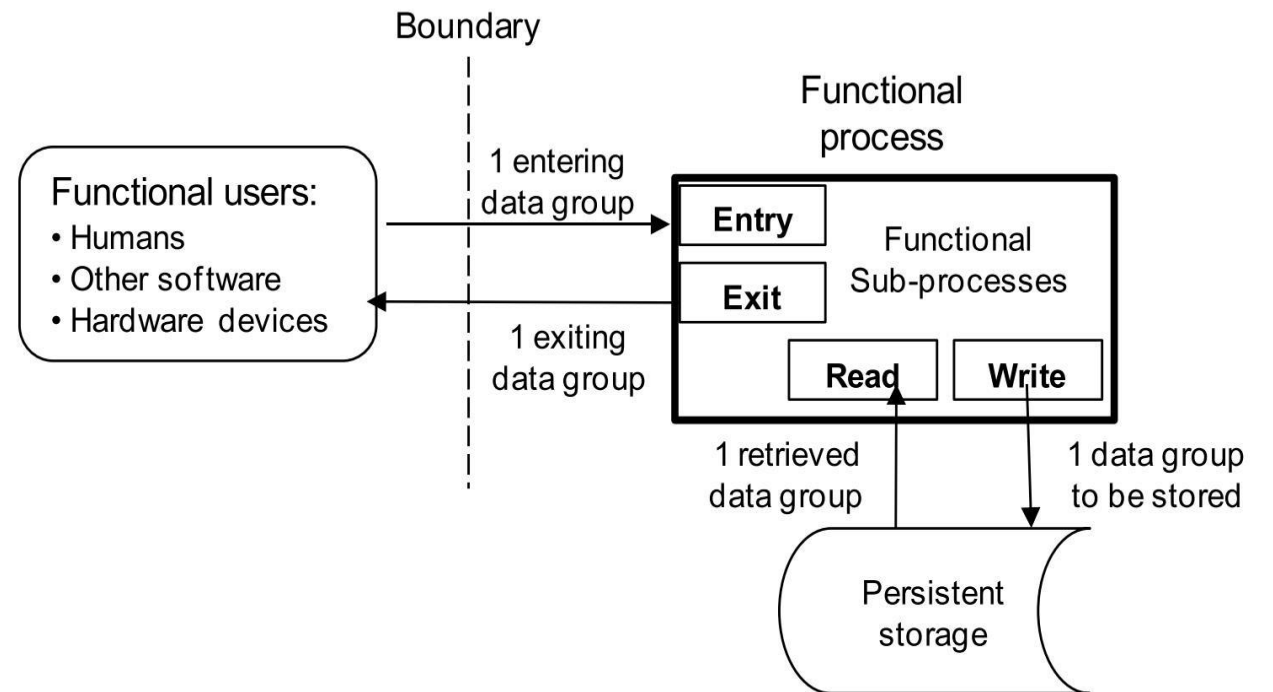 Boundary
Functional
process
1 entering
data group
Functional users:
• Humans
• Other software
• Hardware devices
Entry
Functional
Sub-processes
Exit
1 exiting
data group
Read
Write
1 retrieved
data group
1 data group
to be stored
Persistent
storage